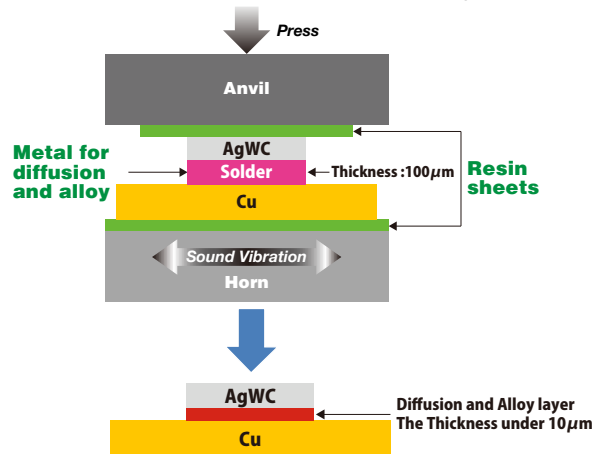 Press
Anvil
AgWC
Metal for
diffusion
and alloy
Solder
Thickness :100μm
Resin
sheets
Cu
Sound Vibration
Horn
AgWC
Diffusion and Alloy layer
The Thickness under 10μm
Cu